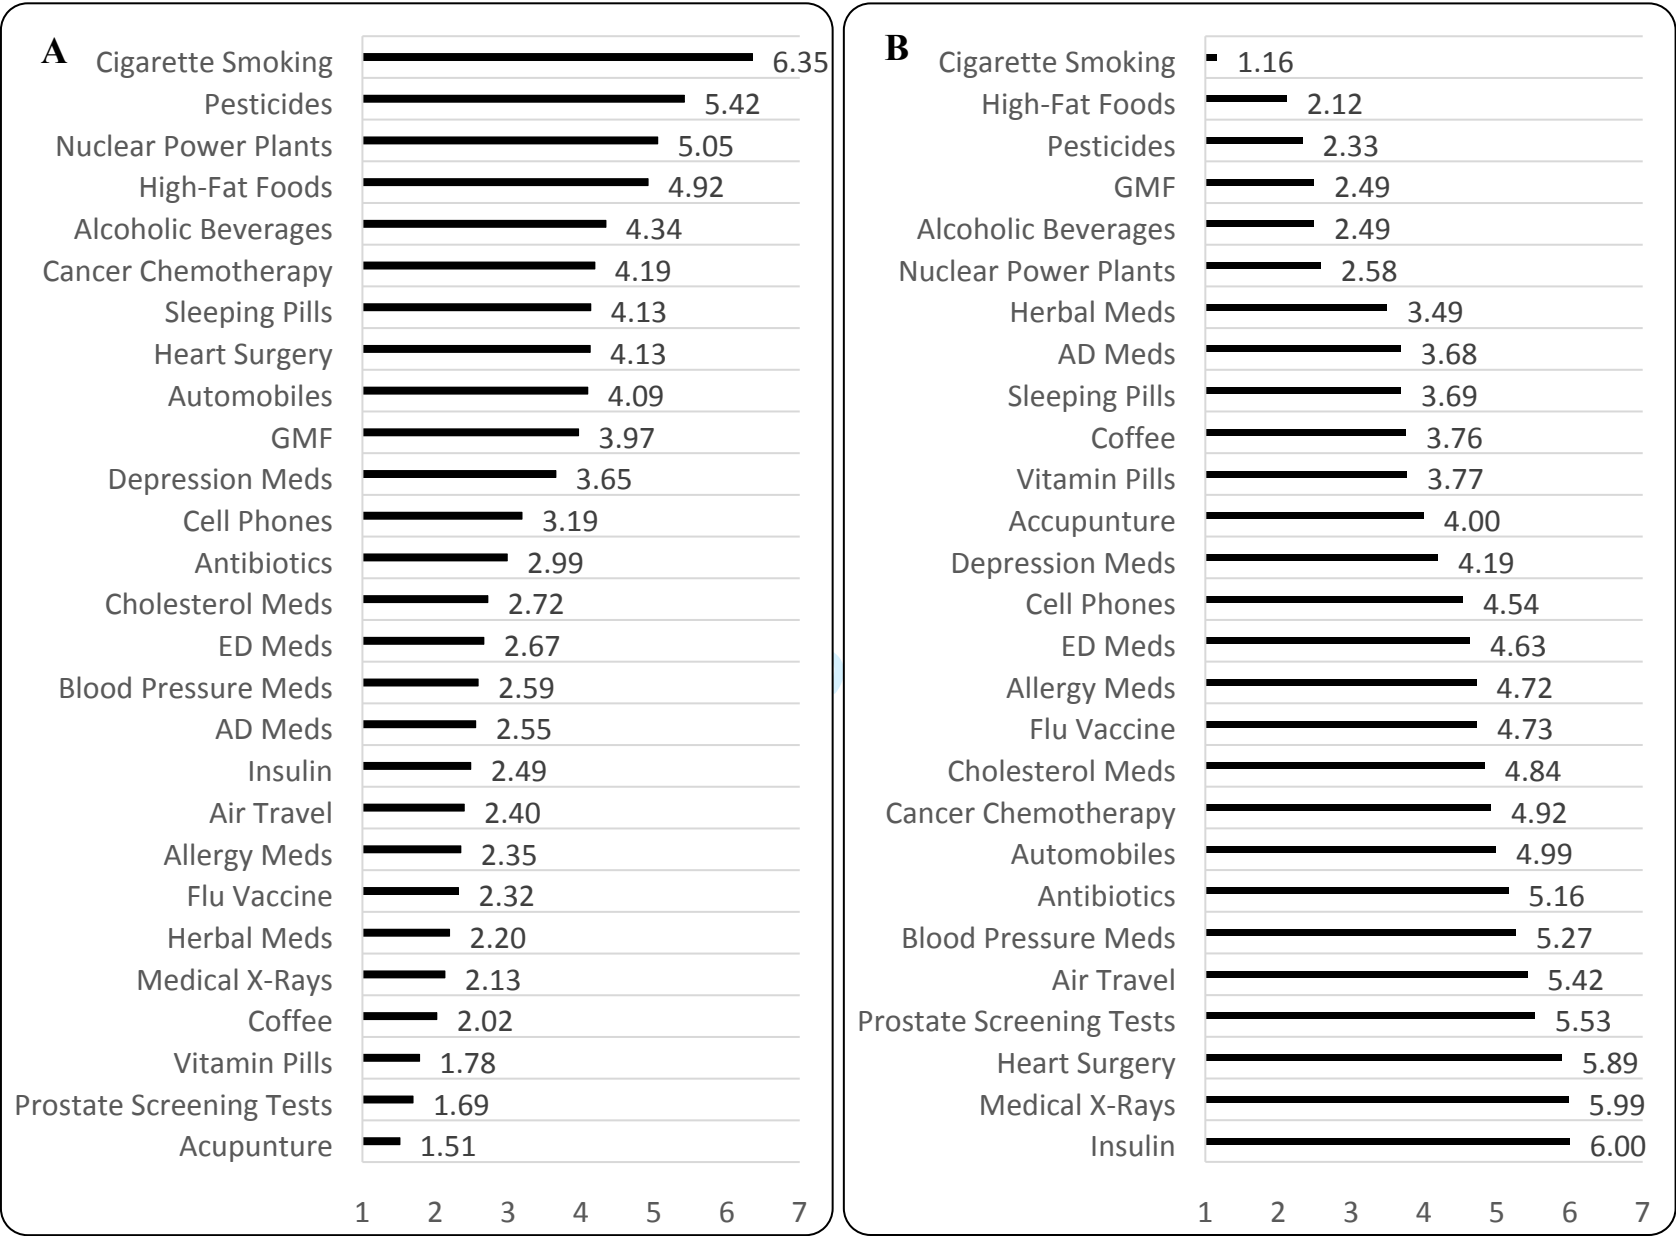 A
Cigarette Smoking 6.35
Pesticides 5.42
Nuclear Power Plants 5.05
High-Fat Foods 4.92
Alcoholic Beverages 4.34
Cancer Chemotherapy 4.19
Sleeping Pills 4.13
Heart Surgery 4.13
Automobiles 4.09
GMF 3.97
Depression Meds 3.65
Cell Phones 3.19
Antibiotics 2.99
Cholesterol Meds 2.72
ED Meds 2.67
Blood Pressure Meds 2.59
AD Meds 2.55
Insulin 2.49
Air Travel 2.40
Allergy Meds 2.35
Flu Vaccine 2.32
Herbal Meds 2.20
Medical X-Rays 2.13
Coffee 2.02
Vitamin Pills 1.78
Prostate Screening Tests 1.69
Acupunture 1.51
1 2 3 4 5 6 7
B
Cigarette Smoking 1.16
High-Fat Foods 2.12
Pesticides 2.33
GMF 2.49
Alcoholic Beverages 2.49
Nuclear Power Plants 2.58
Herbal Meds 3.49
AD Meds 3.68
Sleeping Pills 3.69
Coffee 3.76
Vitamin Pills 3.77
Accupunture 4.00
Depression Meds 4.19
Cell Phones 4.54
ED Meds 4.63
Allergy Meds 4.72
Flu Vaccine 4.73
Cholesterol Meds 4.84
Cancer Chemotherapy 4.92
Automobiles 4.99
Antibiotics 5.16
Blood Pressure Meds 5.27
Air Travel 5.42
Prostate Screening Tests 5.53
Heart Surgery 5.89
Medical X-Rays 5.99
Insulin 6.00
1 2 3 4 5 6 7